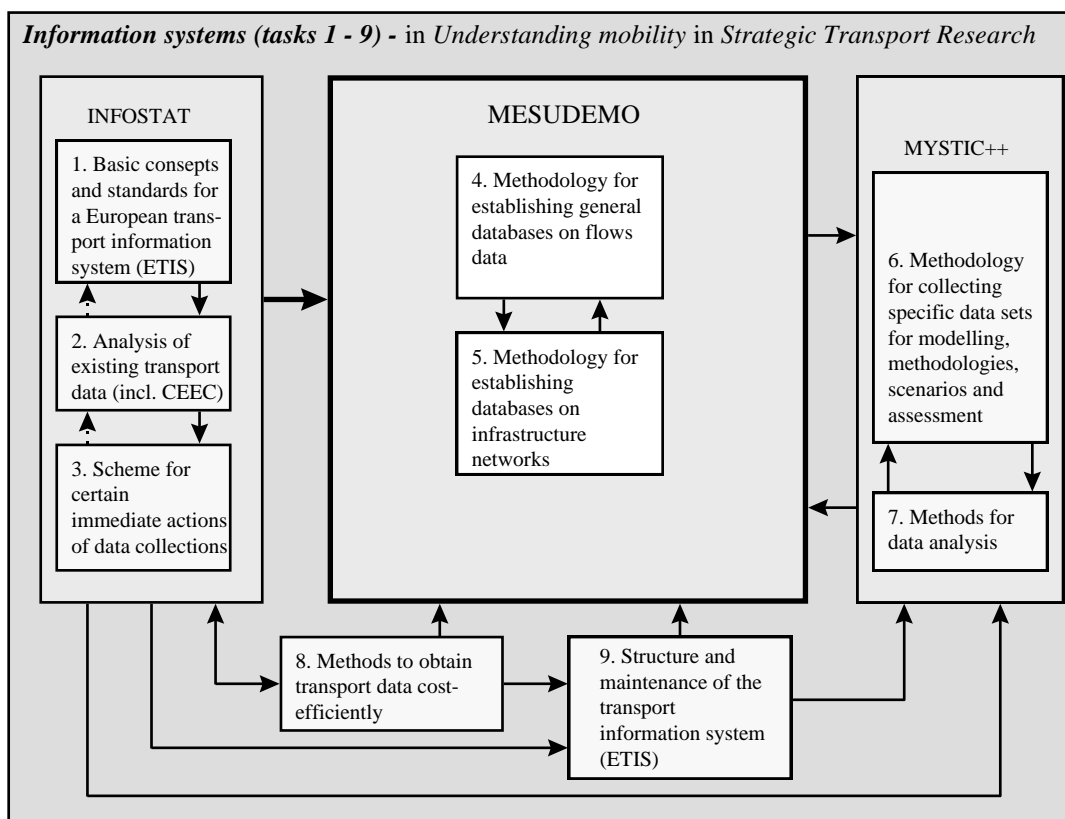 Information systems (tasks 1 - 9) - in Understanding mobility in Strategic Transport Research
INFOSTAT
1. Basic consepts
and standards for
a European trans-
port information
system (ETIS)
2. Analysis of
existing transport
data (incl. CEEC)
3. Scheme for
certain
immediate actions
of data collections
MESUDEMO
4. Methodology for
establishing general
databases on flows
data
5. Methodology for
establishing
databases on
infrastructure
networks
MYSTIC++
6. Methodology
for collecting
specific data sets
for modelling,
methodologies,
scenarios and
assessment
7. Methods for
data analysis
8. Methods to obtain
transport data cost-
efficiently
9. Structure and
maintenance of the
transport
information system
(ETIS)